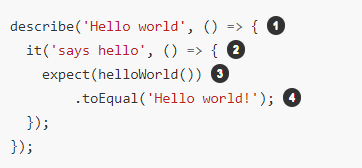 describe('Hello world', () => { 1
  it('says hello', () => { 2
    expect(helloWorld()) 3
        .toEqual('Hello world!'); 4
  });
});